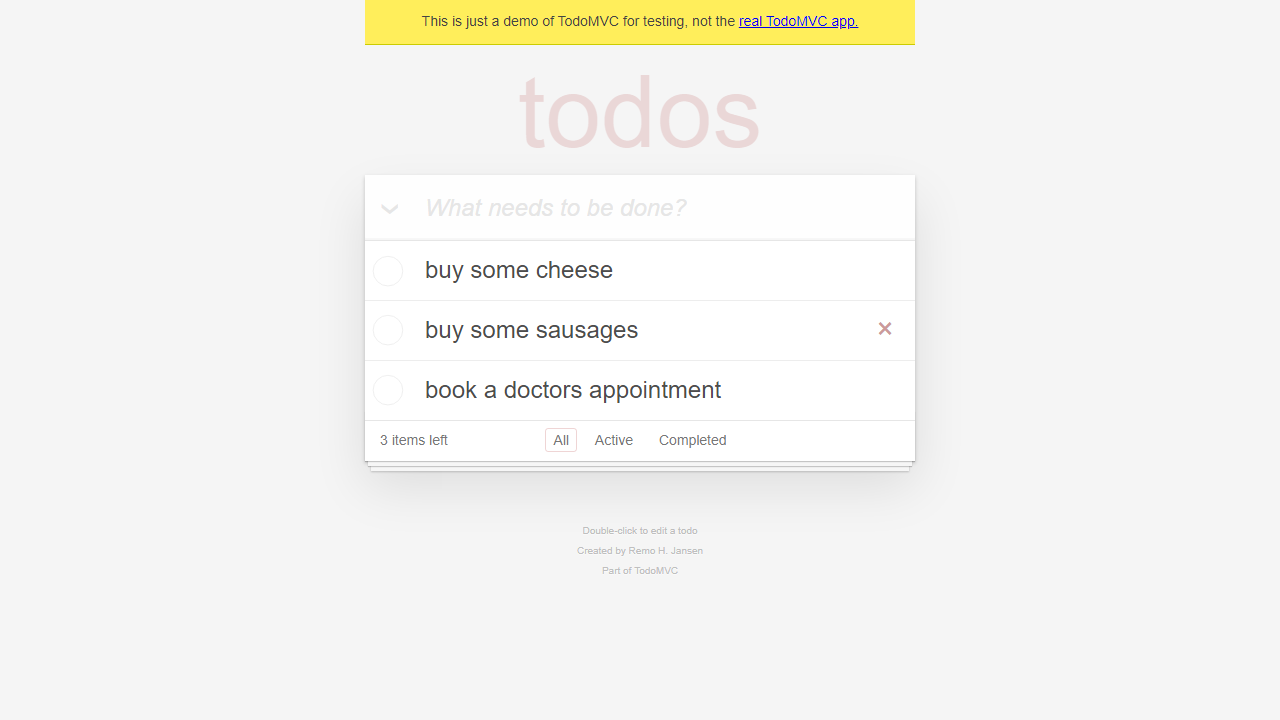 This is just a demo of TodoMVC for testing, not the real TodoMVC app.
todos
What needs to be done?
buy some cheese
buy some sausages
book a doctors appointment
3 items left All Active Completed
Double-click to edit a todo
Created by Remo H. Jansen
Part of TodoMVC